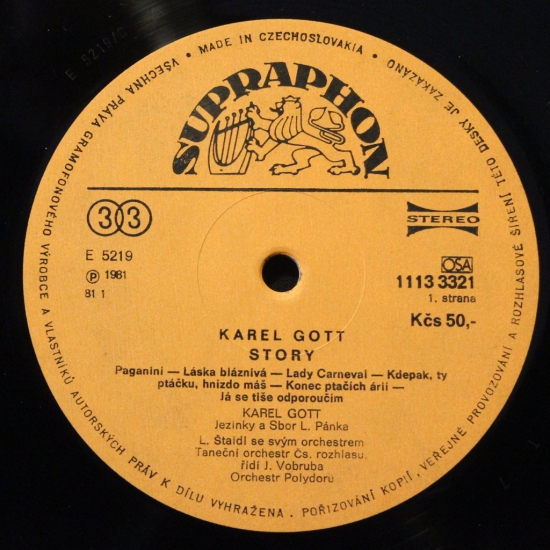 VŠECHNA PRÁVA GRAMOFONOVÉHO VÝROBCE A VLASTNÍKŮ AUTORSKÝCH PRÁV K DÍLU VYHRAŽENA. POŘIZOVÁNÍ KOPIÍ, VEŘEJNÉ PROVOZOVÁNÍ A ROZHLASOVÉ ŠÍŘENÍ TÉTO DESKY JE ZAKÁZÁNO
• MADE IN CZECHOSLOVAKIA •
SUPRAPHON
33
STEREO
E 5219
Ⓟ 1981
81 1
OSA
1113 3321
1. strana
Kčs 50,-
KAREL GOTT
STORY
Paganini — Láska bláznivá — Lady Carneval — Kdepak, ty
ptáčku, hnízdo máš — Konec ptačích árií —
Já se tiše odporoučím
KAREL GOTT
Jezinky a Sbor L. Pánka
L. Štaidl se svým orchestrem
Taneční orchestr Čs. rozhlasu,
řídí J. Vobruba
Orchestr Polydoru